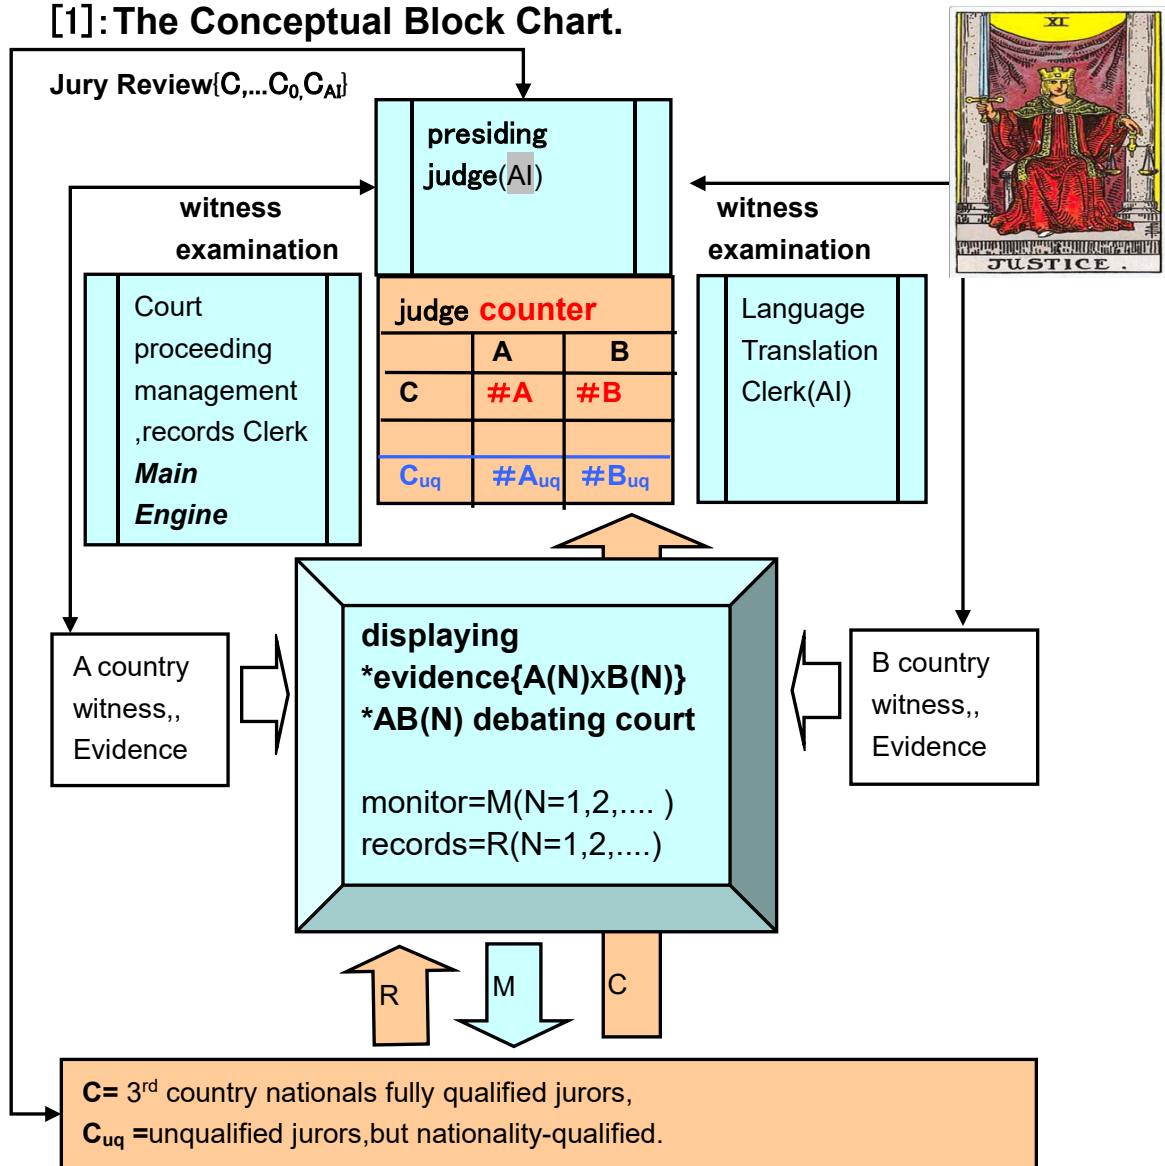 [1]:The Conceptual Block Chart.
Jury Review{C,...C0,CAI}
XI
JUSTICE .
presiding
judge(AI)
witness
examination
witness
examination
Court
proceeding
management
,records Clerk
Main
Engine
judge counter
A B
C #A #B
Cuq #Auq #Buq
Language
Translation
Clerk(AI)
A country
witness,,
Evidence
displaying
*evidence{A(N)xB(N)}
*AB(N) debating court
monitor=M(N=1,2,.... )
records=R(N=1,2,....)
B country
witness,,
Evidence
R
M
C
C= 3rd country nationals fully qualified jurors,
Cuq =unqualified jurors,but nationality-qualified.